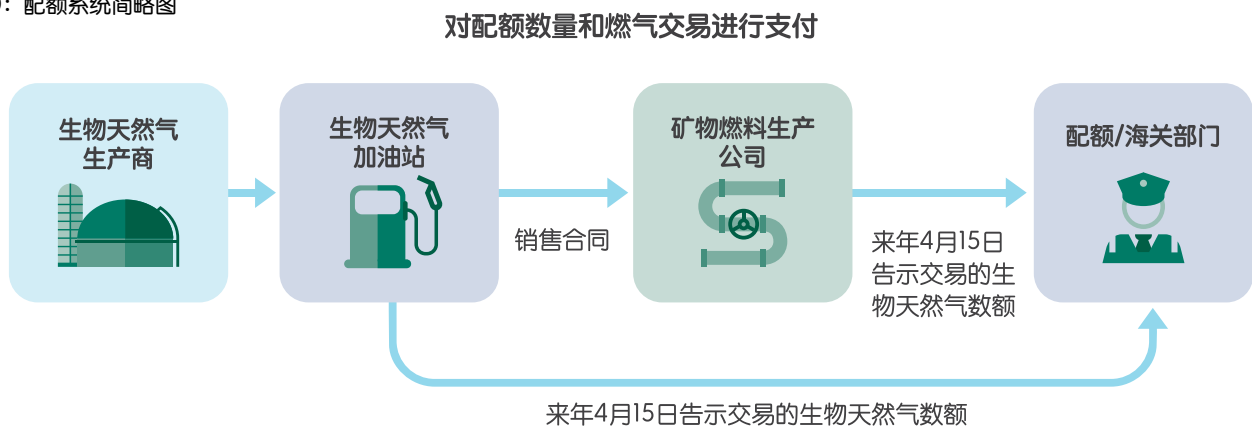 ：配额系统简略图
对配额数量和燃气交易进行支付
生物天然气
生产商
生物天然气
加油站
销售合同
矿物燃料生产
公司
来年4月15日
告示交易的生
物天然气数额
配额/海关部门
来年4月15日告示交易的生物天然气数额